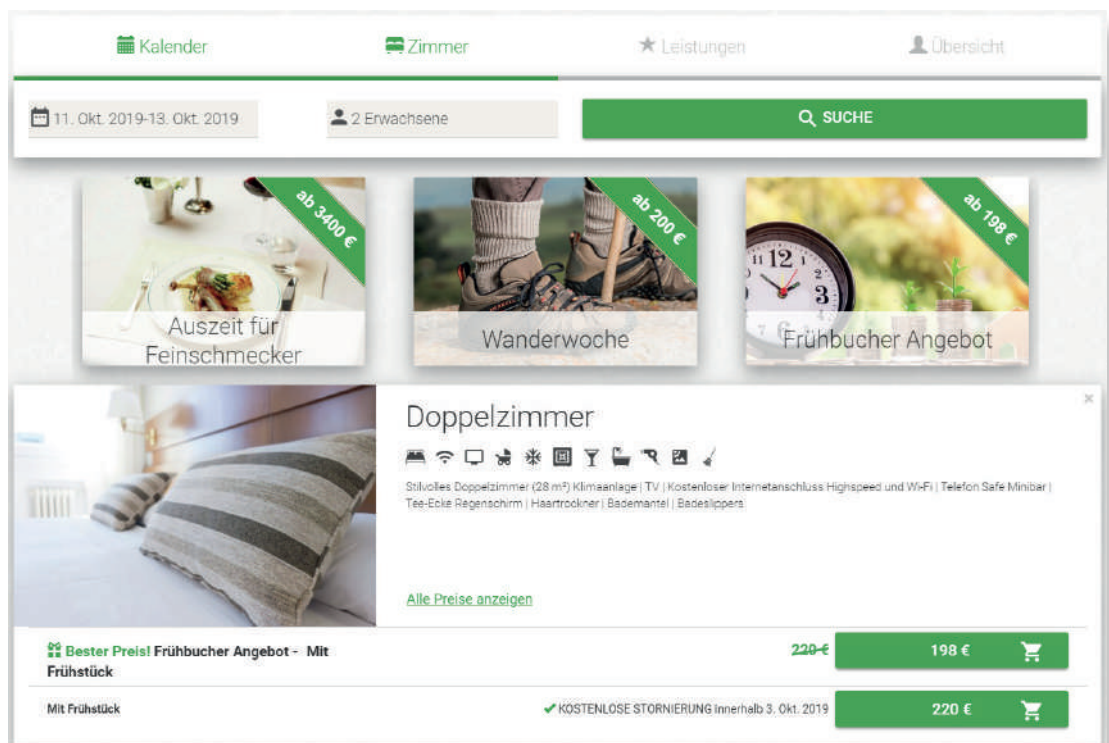 Kalender
Zimmer
Leistungen
Übersicht
11. Okt. 2019-13. Okt. 2019
2 Erwachsene
SUCHE
ab 3400 €
ab 200 €
ab 198 €
Auszeit für
Feinschmecker
Wanderwoche
Frühbucher Angebot
Doppelzimmer
Stilvolles Doppelzimmer (28 m²) Klimaanlage | TV | Kostenloser Internetanschluss Highspeed und Wi-Fi | Telefon Safe Minibar |
Tee-Ecke Regenschirm | Haartrockner | Bademantel | Badeslippers
Alle Preise anzeigen
Bester Preis! Frühbucher Angebot - Mit
Frühstück
220 €
198 €
Mit Frühstück
KOSTENLOSE STORNIERUNG Innerhalb 3. Okt. 2019
220 €